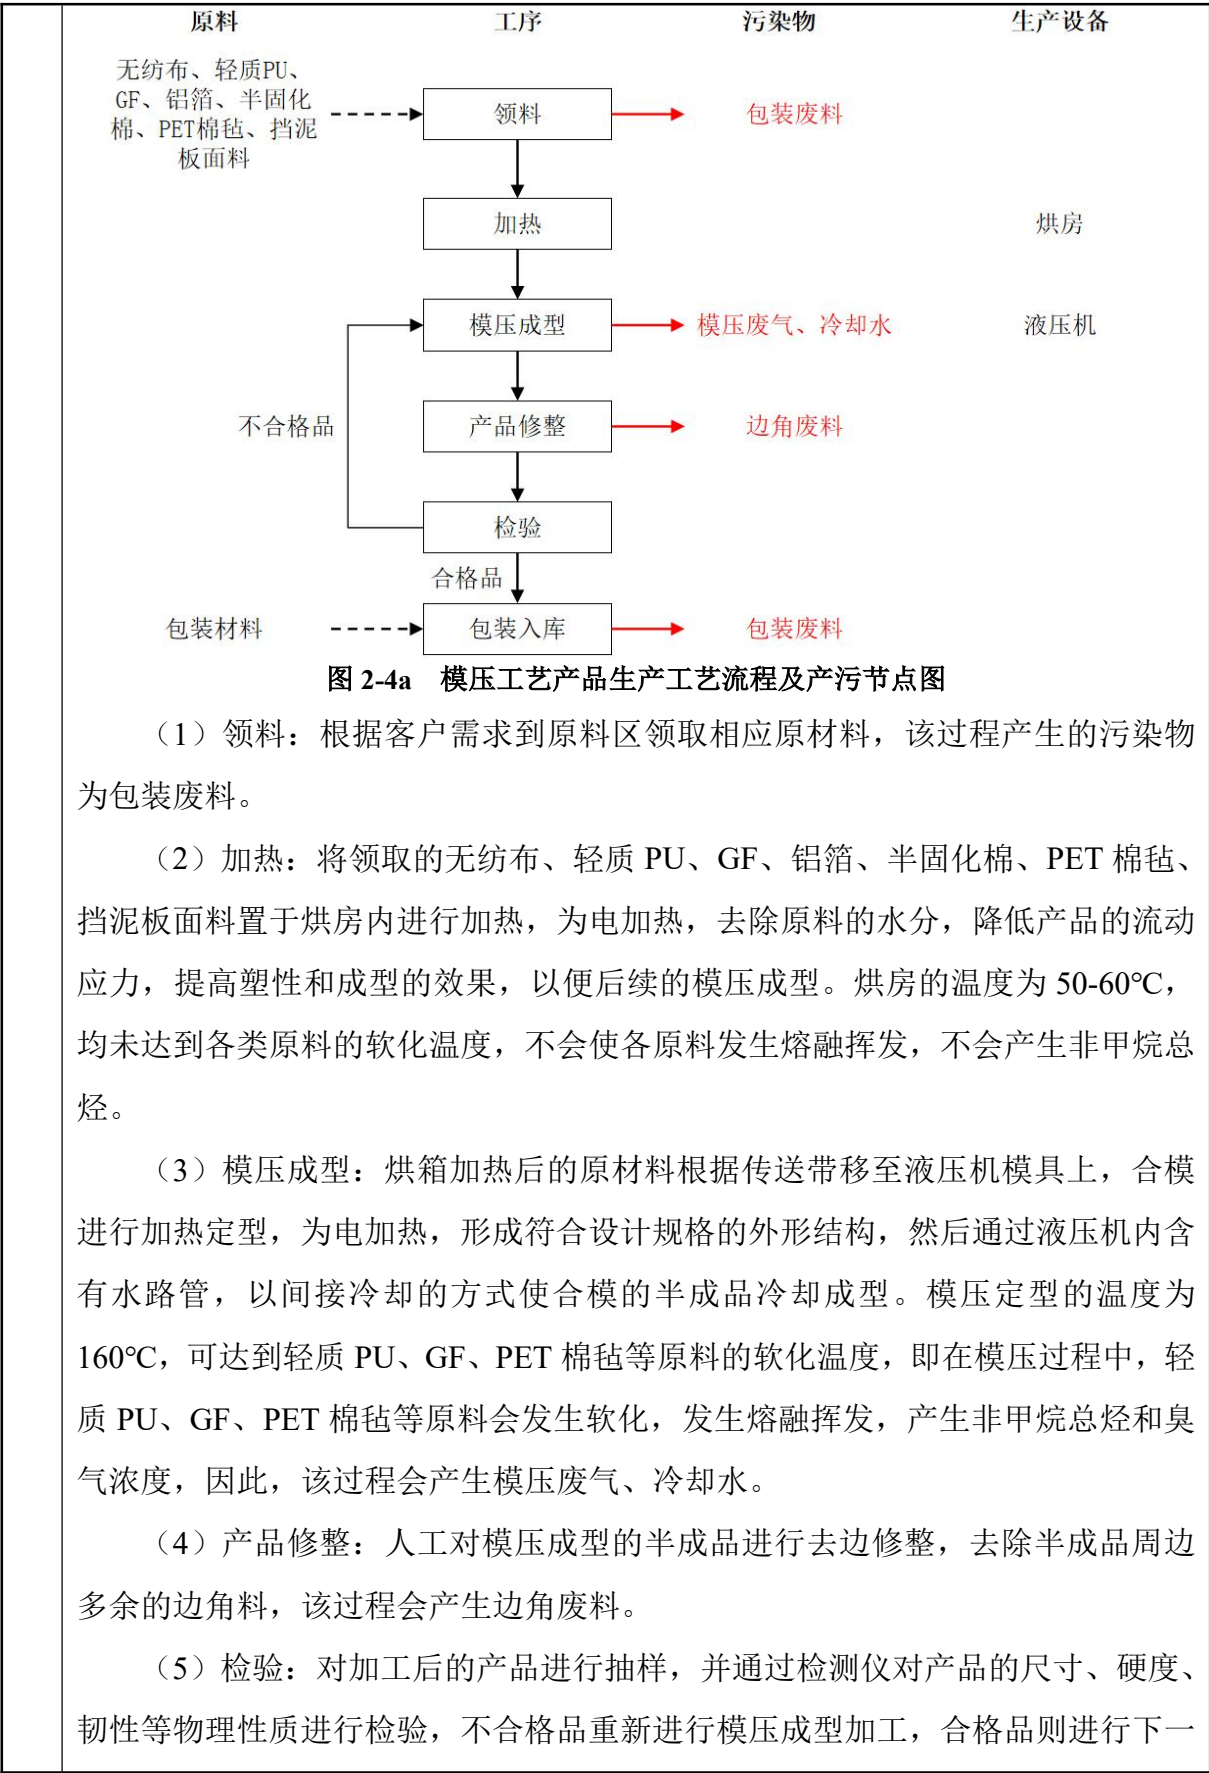 原料 工序 污染物 生产设备
无纺布、轻质PU、
GF、铝箔、半固化
棉、PET棉毡、挡泥
板面料
领料 包装废料
加热 烘房
模压成型 模压废气、冷却水 液压机
不合格品 产品修整 边角废料
检验
合格品
包装材料 包装入库 包装废料
图 2-4a 模压工艺产品生产工艺流程及产污节点图
（1）领料：根据客户需求到原料区领取相应原材料，该过程产生的污染物
为包装废料。
（2）加热：将领取的无纺布、轻质 PU、GF、铝箔、半固化棉、PET 棉毡、
挡泥板面料置于烘房内进行加热，为电加热，去除原料的水分，降低产品的流动
应力，提高塑性和成型的效果，以便后续的模压成型。烘房的温度为 50-60℃，
均未达到各类原料的软化温度，不会使各原料发生熔融挥发，不会产生非甲烷总
烃。
（3）模压成型：烘箱加热后的原材料根据传送带移至液压机模具上，合模
进行加热定型，为电加热，形成符合设计规格的外形结构，然后通过液压机内含
有水路管，以间接冷却的方式使合模的半成品冷却成型。模压定型的温度为
160℃，可达到轻质 PU、GF、PET 棉毡等原料的软化温度，即在模压过程中，轻
质 PU、GF、PET 棉毡等原料会发生软化，发生熔融挥发，产生非甲烷总烃和臭
气浓度，因此，该过程会产生模压废气、冷却水。
（4）产品修整：人工对模压成型的半成品进行去边修整，去除半成品周边
多余的边角料，该过程会产生边角废料。
（5）检验：对加工后的产品进行抽样，并通过检测仪对产品的尺寸、硬度、
韧性等物理性质进行检验，不合格品重新进行模压成型加工，合格品则进行下一